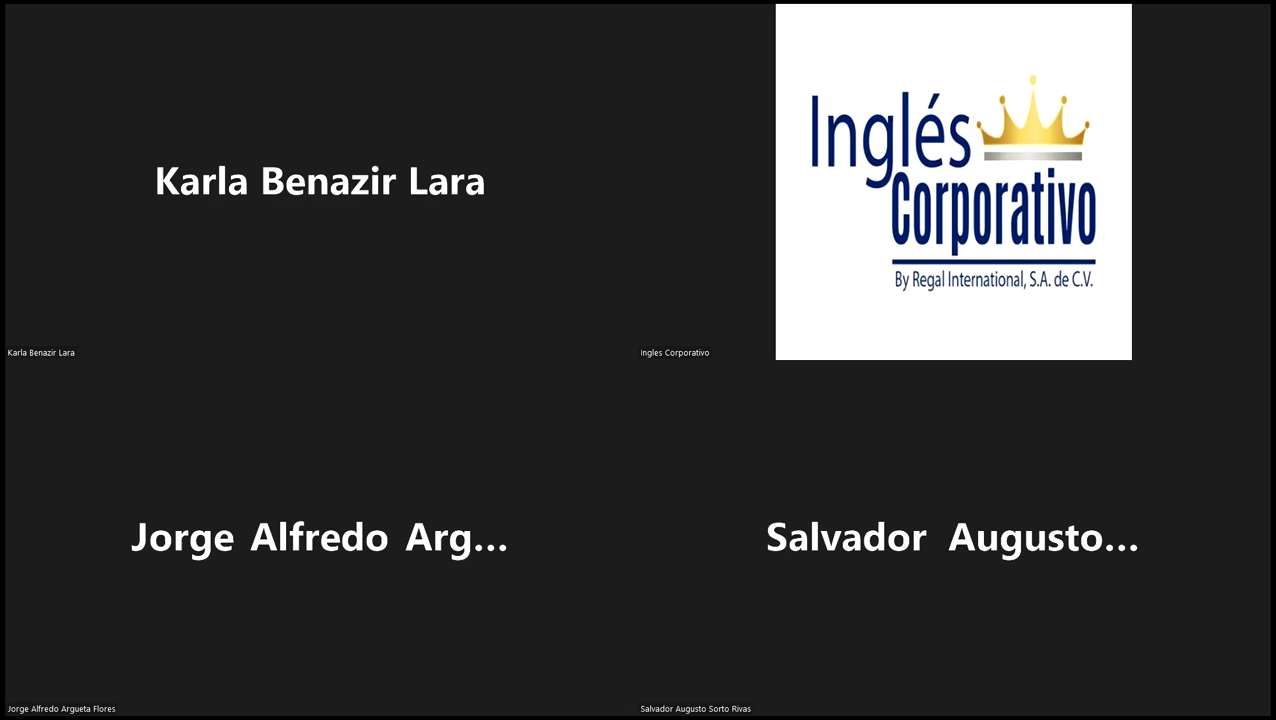 Karla Benazir Lara
Karla Benazir Lara
Inglés
Corporativo
By Regal International, S.A. de C.V.
Ingles Corporativo
Jorge Alfredo Arg...
Jorge Alfredo Argueta Flores
Salvador Augusto...
Salvador Augusto Sorto Rivas